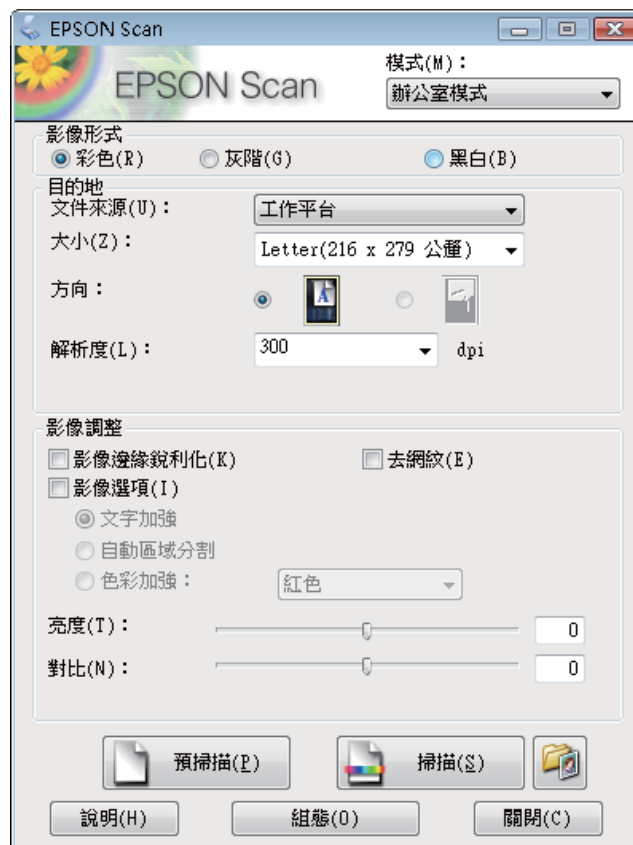 EPSON Scan
EPSON Scan
模式(M)：
辦公室模式
影像形式
彩色(R) 灰階(G) 黑白(B)
目的地
文件來源(U)： 工作平台
大小(Z)： Letter(216 x 279 公釐)
方向： A
解析度(L)： 300 dpi
影像調整
影像邊緣銳利化(K) 去網紋(E)
影像選項(I)
文字加強
自動區域分割
色彩加強： 紅色
亮度(T)： 0
對比(N)： 0
預掃描(P) 掃描(S)
說明(H) 組態(O) 關閉(C)